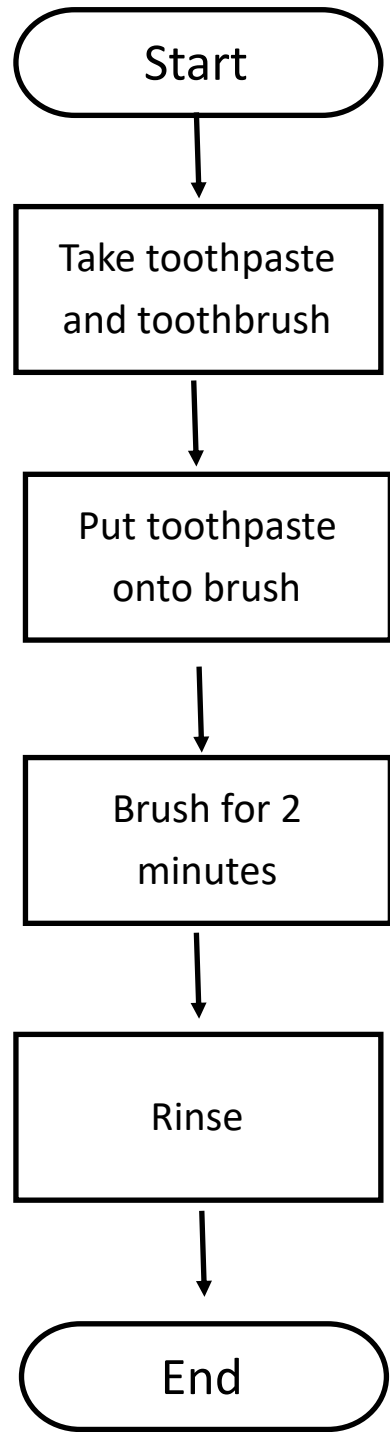 Start
Take toothpaste
and toothbrush
Put toothpaste
onto brush
Brush for 2
minutes
Rinse
End